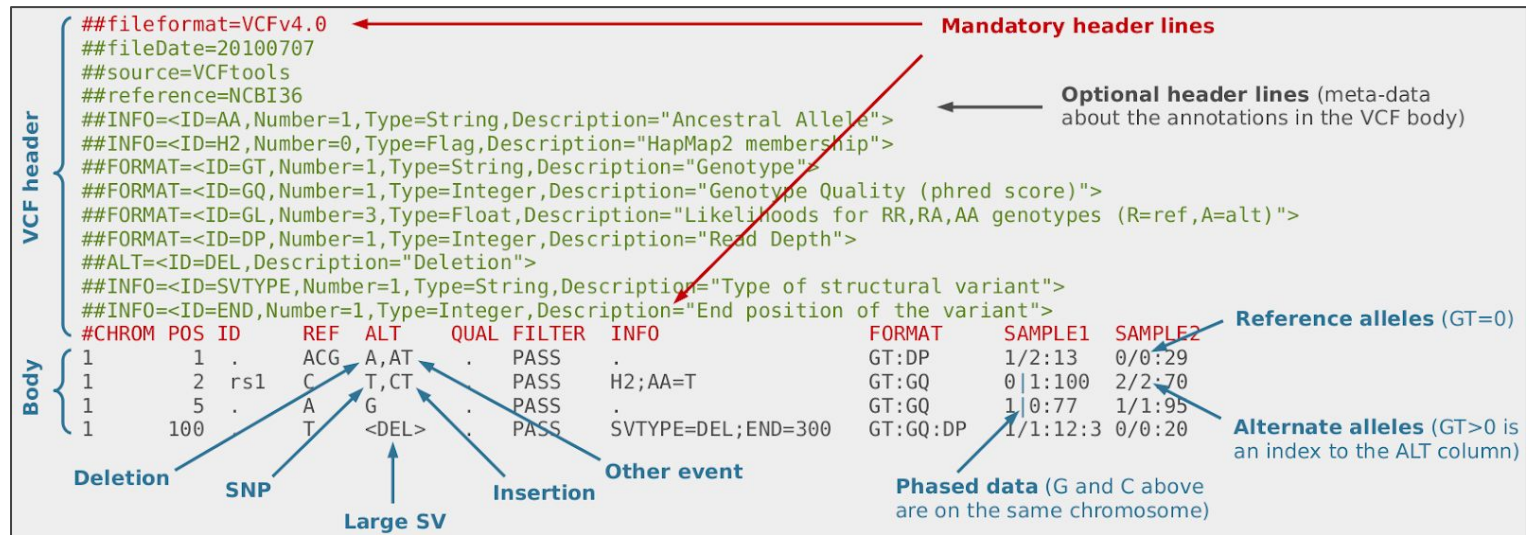 ##fileformat=VCFv4.0
Mandatory header lines
##fileDate=20100707
##source=VCFtools
##reference=NCBI36
Optional header lines (meta-data
about the annotations in the VCF body)
##INFO=<ID=AA,Number=1,Type=String,Description="Ancestral Allele">
##INFO=<ID=H2,Number=0,Type=Flag,Description="HapMap2 membership">
##FORMAT=<ID=GT,Number=1,Type=String,Description="Genotype">
##FORMAT=<ID=GQ,Number=1,Type=Integer,Description="Genotype Quality (phred score)">
##FORMAT=<ID=GL,Number=3,Type=Float,Description="Likelihoods for RR,RA,AA genotypes (R=ref,A=alt)">
##FORMAT=<ID=DP,Number=1,Type=Integer,Description="Read Depth">
##ALT=<ID=DEL,Description="Deletion">
##INFO=<ID=SVTYPE,Number=1,Type=String,Description="Type of structural variant">
##INFO=<ID=END,Number=1,Type=Integer,Description="End position of the variant">
VCF header
#CHROM POS ID REF ALT QUAL FILTER INFO FORMAT SAMPLE1 SAMPLE2
1 1 . ACG A,AT . PASS . GT:DP 1/2:13 0/0:29
1 2 rs1 C T,CT . PASS H2;AA=T GT:GQ 0|1:100 2/2:70
1 5 . A G . PASS . GT:GQ 1|0:77 1/1:95
1 100 . T <DEL> . PASS SVTYPE=DEL;END=300 GT:GQ:DP 1/1:12:3 0/0:20
Body
Reference alleles (GT=0)
Alternate alleles (GT>0 is
an index to the ALT column)
Deletion
SNP
Large SV
Insertion
Other event
Phased data (G and C above
are on the same chromosome)